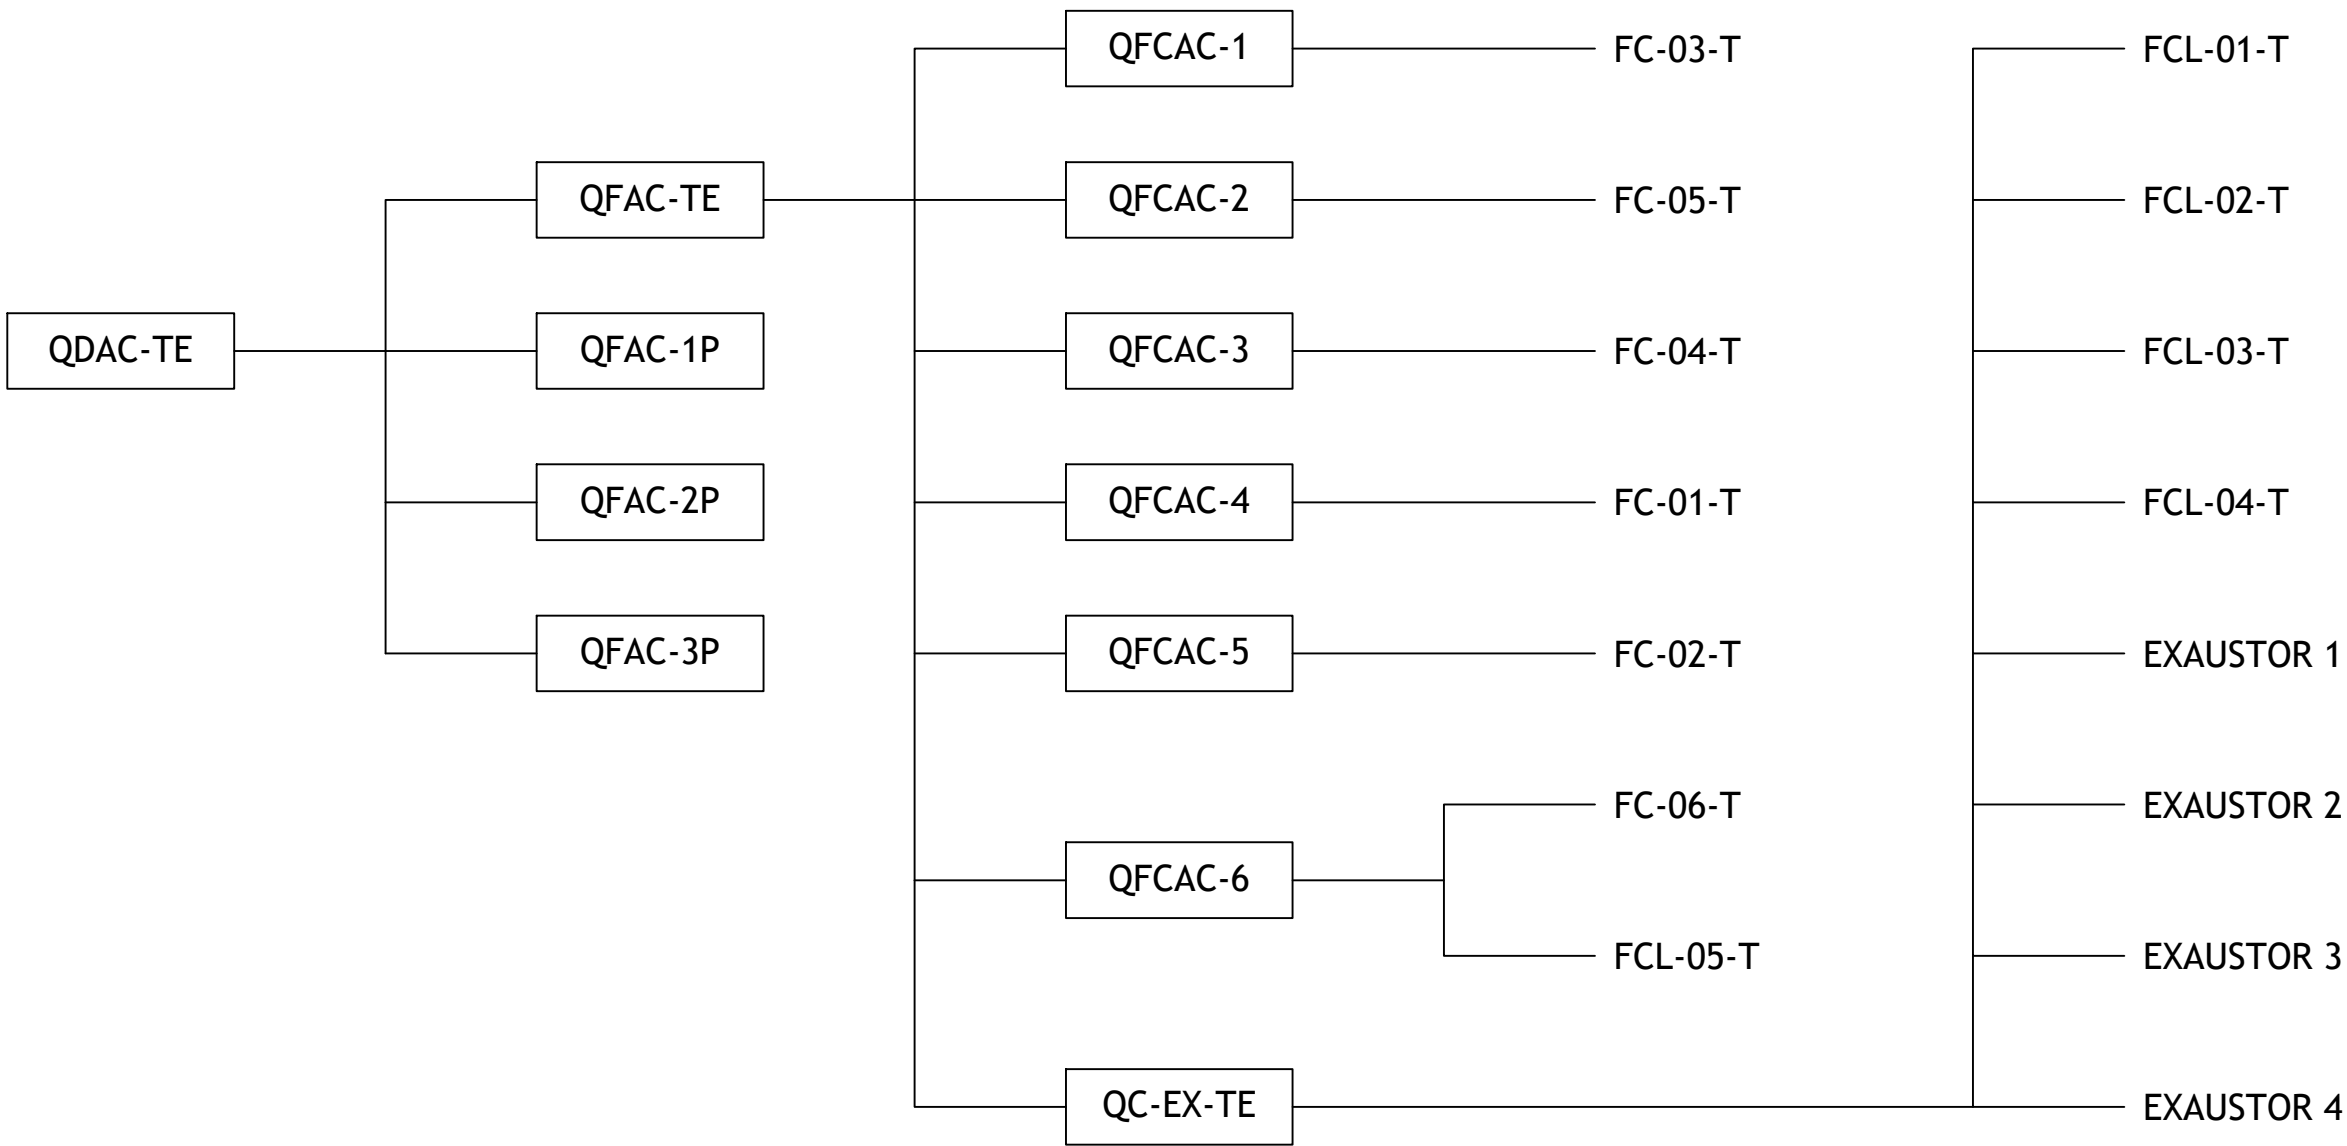 QFCAC-1
FC-03-T
FCL-01-T
QFAC-TE
QFCAC-2
FC-05-T
FCL-02-T
QDAC-TE
QFAC-1P
QFCAC-3
FC-04-T
FCL-03-T
QFAC-2P
QFCAC-4
FC-01-T
FCL-04-T
QFAC-3P
QFCAC-5
FC-02-T
EXAUSTOR 1
FC-06-T
EXAUSTOR 2
QFCAC-6
FCL-05-T
EXAUSTOR 3
QC-EX-TE
EXAUSTOR 4